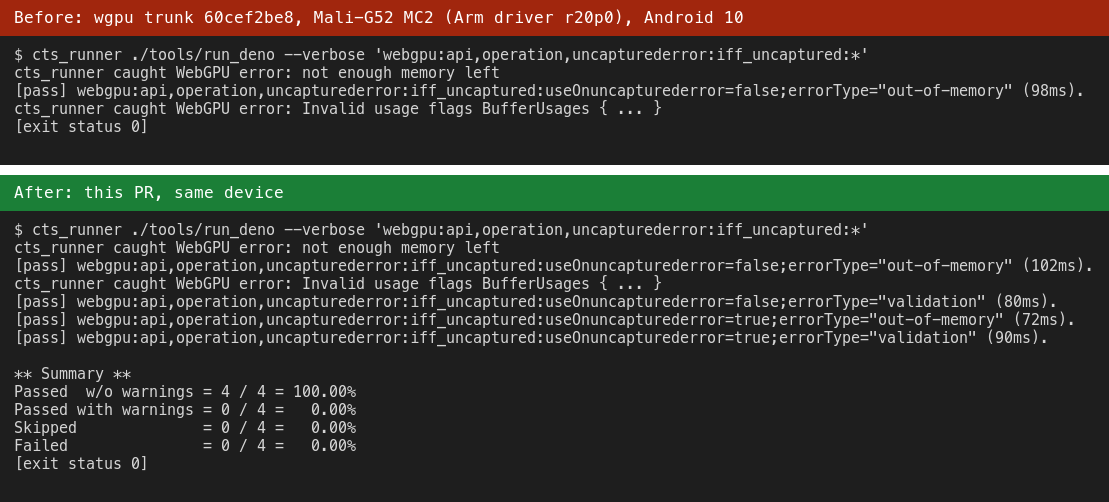 Before: wgpu trunk 60cef2be8, Mali-G52 MC2 (Arm driver r20p0), Android 10
$ cts_runner ./tools/run_deno --verbose 'webgpu:api,operation,uncapturederror:iff_uncaptured:*'
cts_runner caught WebGPU error: not enough memory left
[pass] webgpu:api,operation,uncapturederror:iff_uncaptured:useOnuncapturederror=false;errorType="out-of-memory" (98ms).
cts_runner caught WebGPU error: Invalid usage flags BufferUsages { ... }
[exit status 0]
After: this PR, same device
$ cts_runner ./tools/run_deno --verbose 'webgpu:api,operation,uncapturederror:iff_uncaptured:*'
cts_runner caught WebGPU error: not enough memory left
[pass] webgpu:api,operation,uncapturederror:iff_uncaptured:useOnuncapturederror=false;errorType="out-of-memory" (102ms).
cts_runner caught WebGPU error: Invalid usage flags BufferUsages { ... }
[pass] webgpu:api,operation,uncapturederror:iff_uncaptured:useOnuncapturederror=false;errorType="validation" (80ms).
[pass] webgpu:api,operation,uncapturederror:iff_uncaptured:useOnuncapturederror=true;errorType="out-of-memory" (72ms).
[pass] webgpu:api,operation,uncapturederror:iff_uncaptured:useOnuncapturederror=true;errorType="validation" (90ms).
** Summary **
Passed  w/o warnings = 4 / 4 = 100.00%
Passed with warnings = 0 / 4 =   0.00%
Skipped              = 0 / 4 =   0.00%
Failed               = 0 / 4 =   0.00%
[exit status 0]